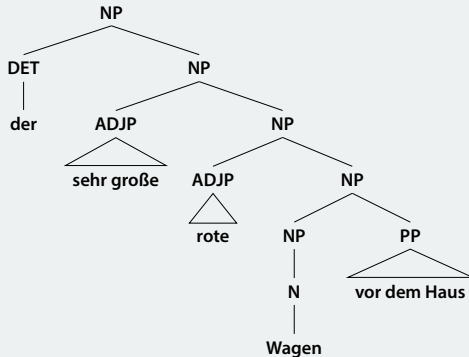 NP
DET NP
der ADJP NP
sehr große ADJP NP
rote NP PP
N vor dem Haus
Wagen